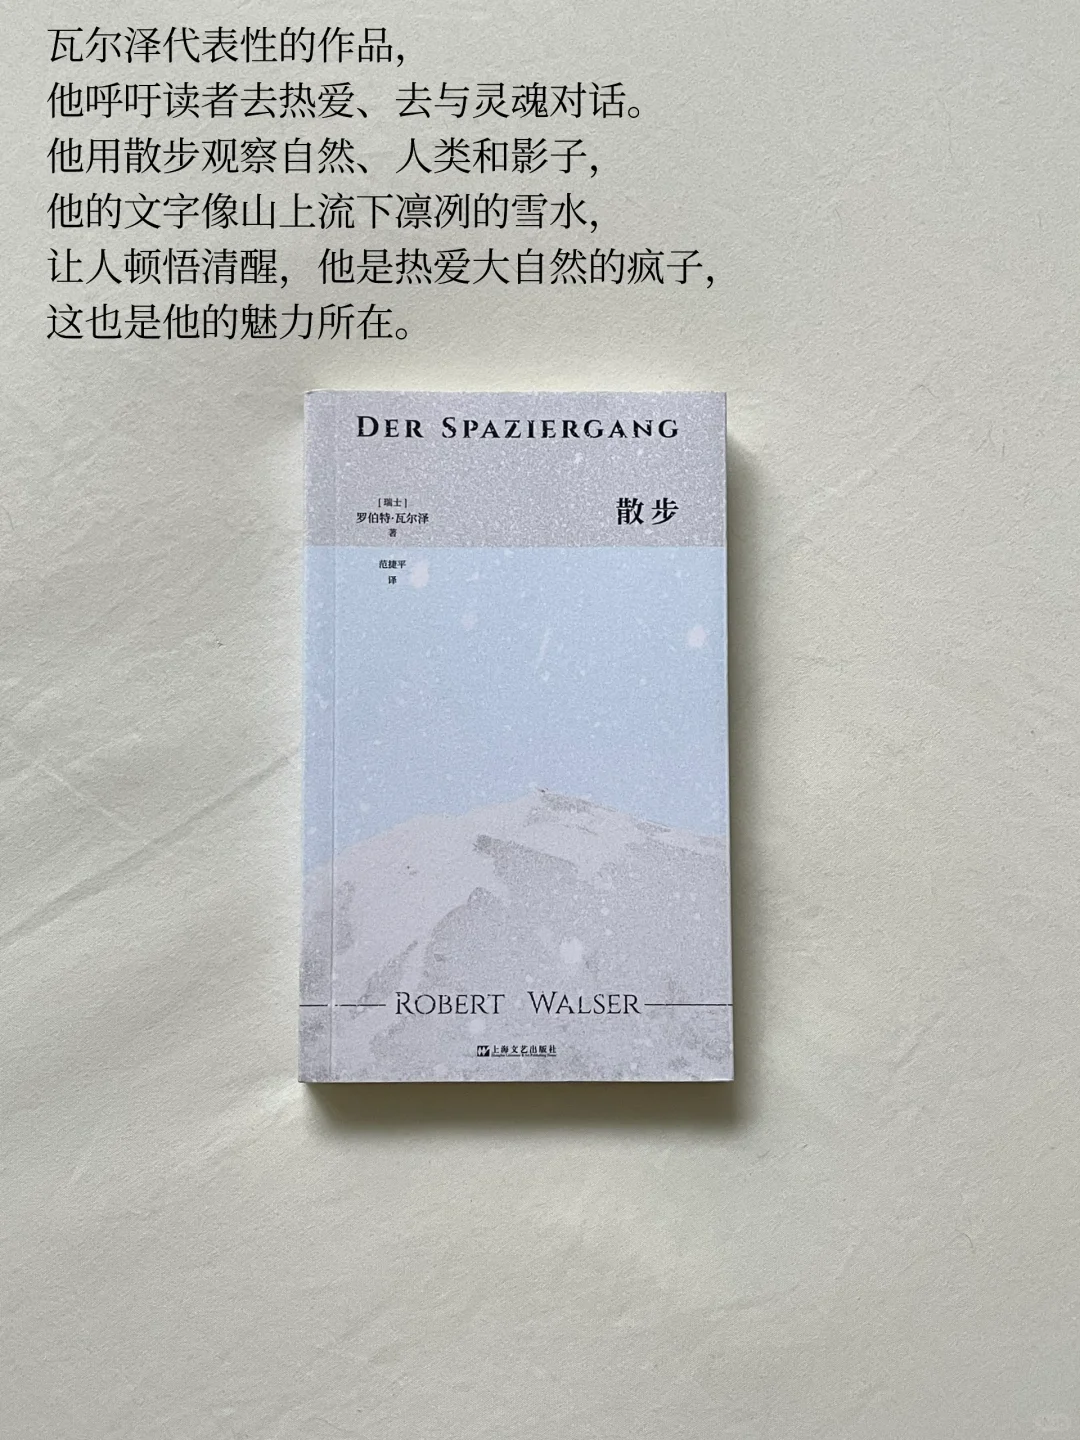 瓦尔泽代表性的作品，
他呼吁读者去热爱、去与灵魂对话。
他用散步观察自然、人类和影子，
他的文字像山上流下凛冽的雪水，
让人顿悟清醒，他是热爱大自然的疯子，
这也是他的魅力所在。
DER SPAZIERGANG
[瑞士]
罗伯特·瓦尔泽
著
散步
范捷平
译
ROBERT WALSER
上海文艺出版社